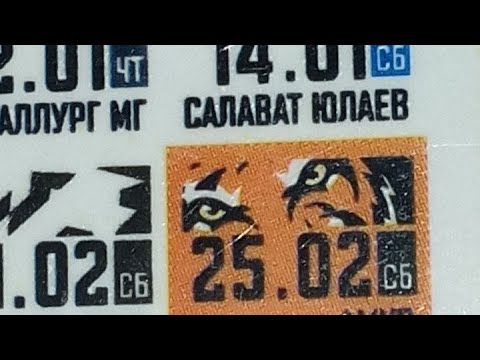 2.01 ЧТ 14.01 СБ
АЛЛУРГ МГ САЛАВАТ ЮЛАЕВ
.02 СБ 25.02 СБ